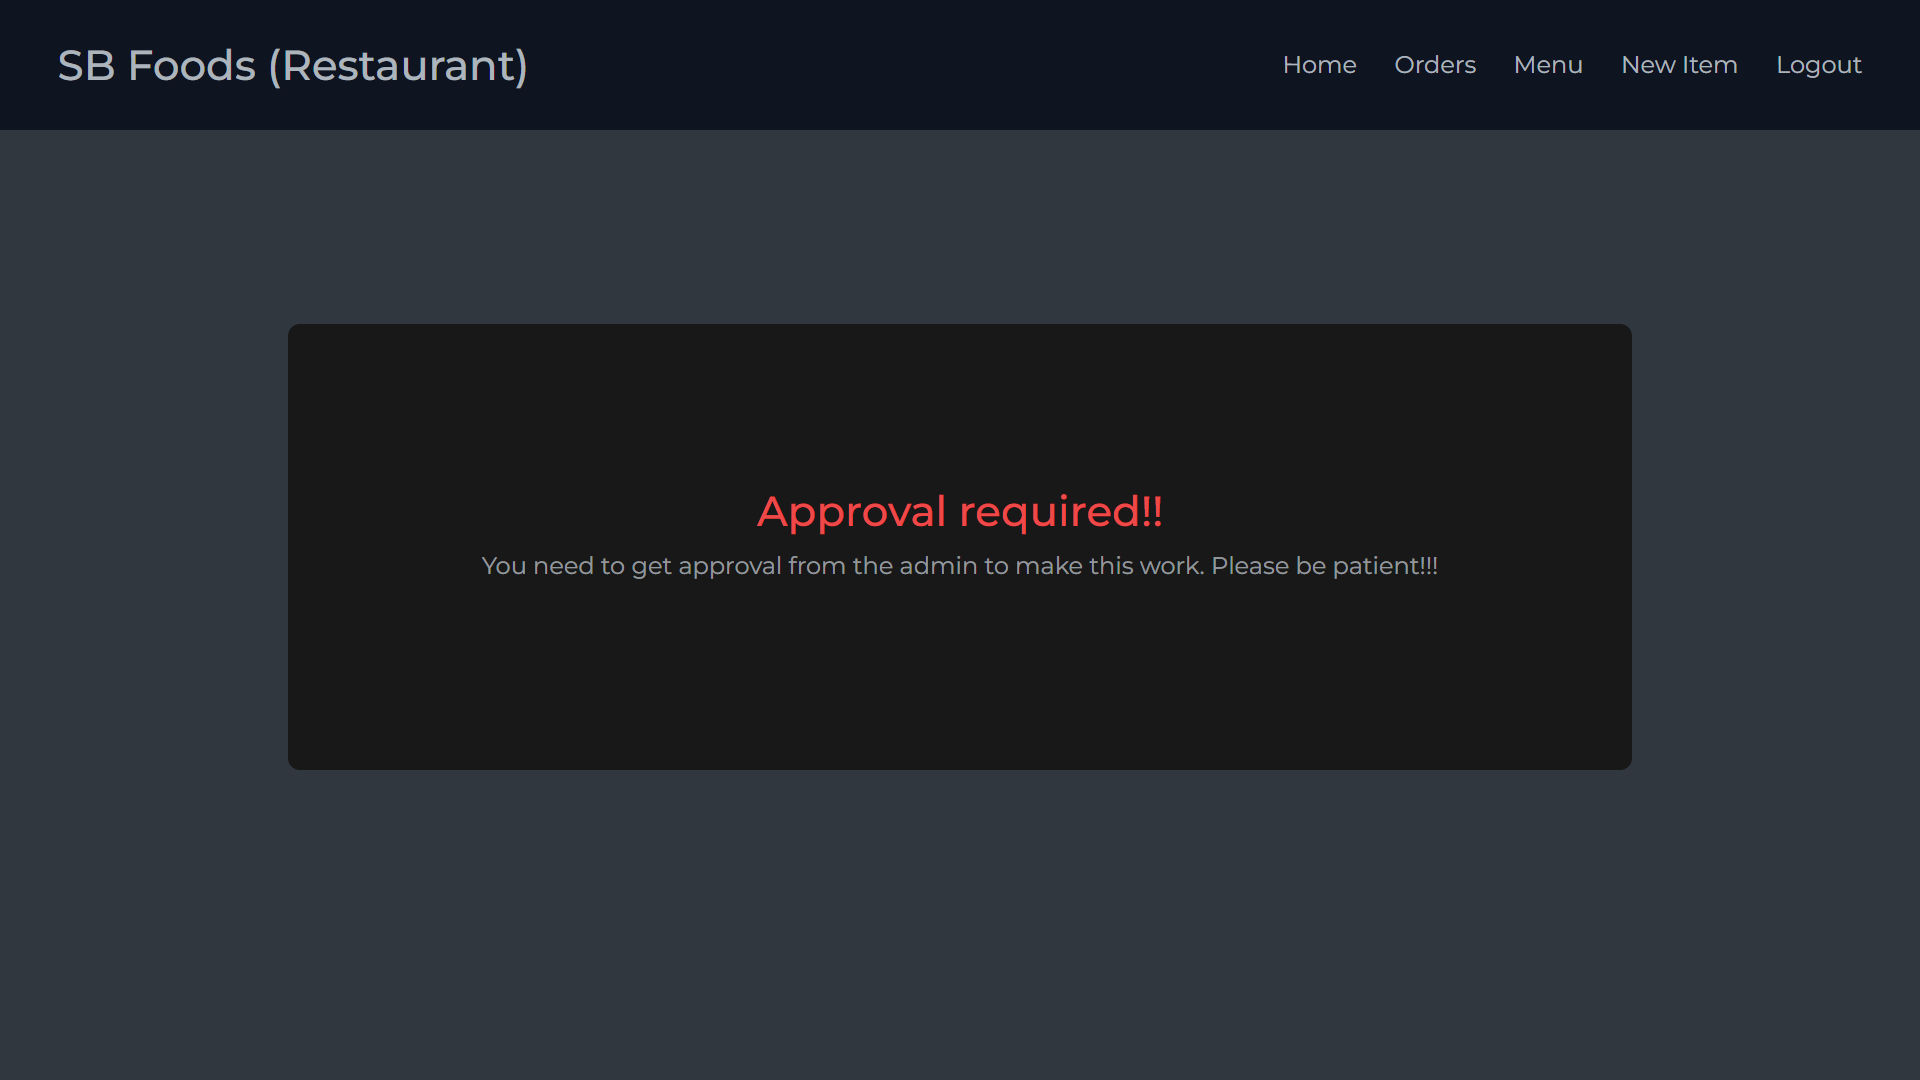 SB Foods (Restaurant)
Home
Orders
Menu
New Item
Logout
Approval required!!
You need to get approval from the admin to make this work. Please be patient!!!